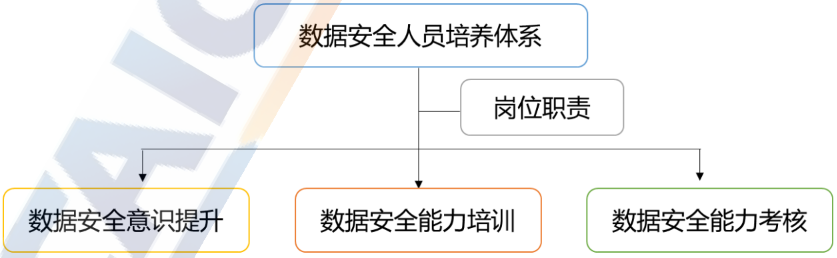 数据安全人员培养体系
岗位职责
数据安全意识提升
数据安全能力培训
数据安全能力考核